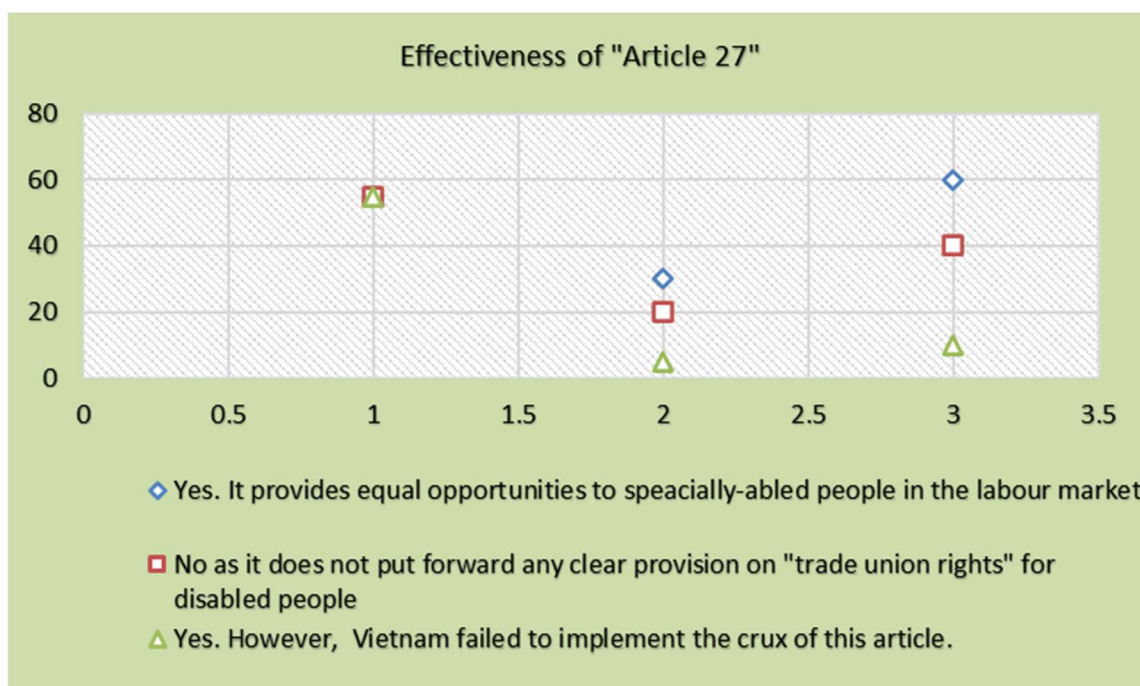 Effectiveness of "Article 27"
80
60
40
20
0
0 0.5 1 1.5 2 2.5 3 3.5
Yes. It provides equal opportunities to speacially-abled people in the labour market
No as it does not put forward any clear provision on "trade union rights" for
disabled people
Yes. However, Vietnam failed to implement the crux of this article.